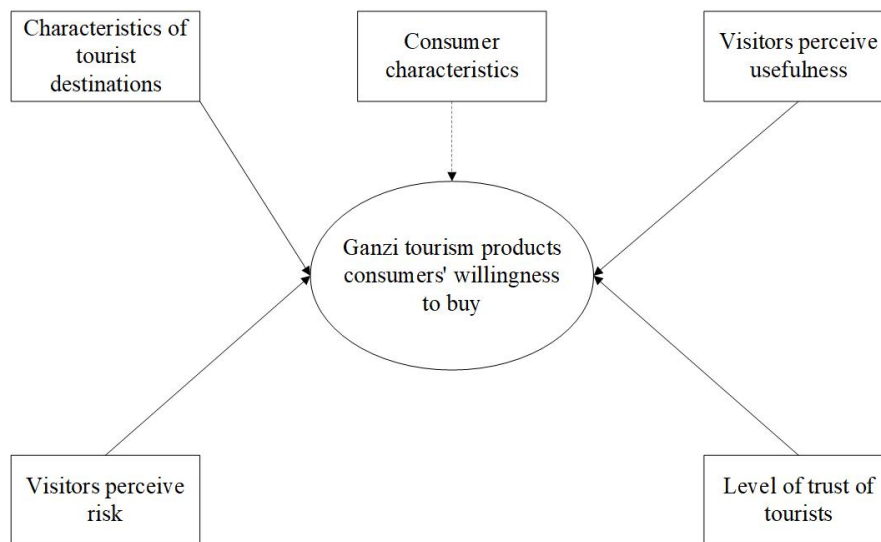 Characteristics of
tourist
destinations
Consumer
characteristics
Visitors perceive
usefulness
Ganzi tourism products
consumers' willingness
to buy
Visitors perceive
risk
Level of trust of
tourists